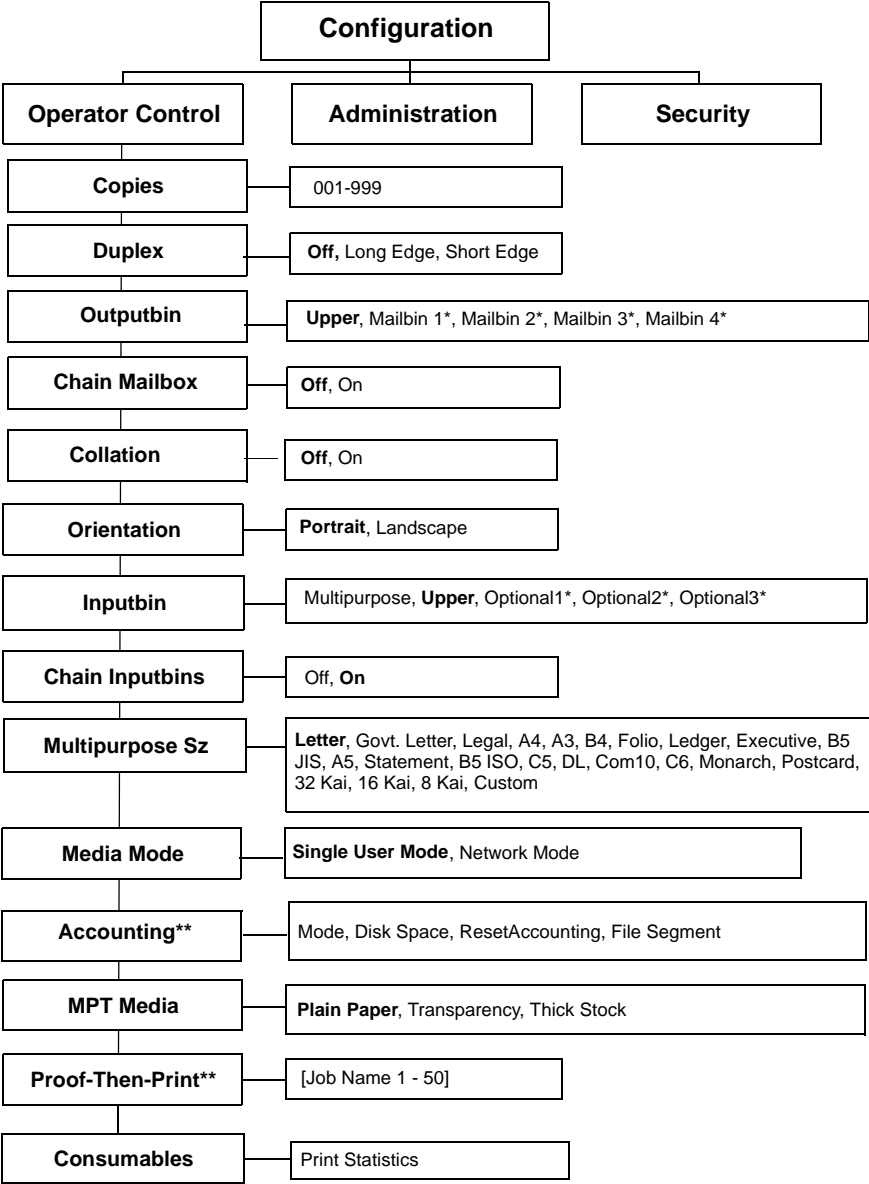 Configuration
Operator Control
Administration
Security
Copies
001-999
Duplex
Off, Long Edge, Short Edge
Outputbin
Upper, Mailbin 1*, Mailbin 2*, Mailbin 3*, Mailbin 4*
Chain Mailbox
Off, On
Collation
Off, On
Orientation
Portrait, Landscape
Inputbin
Multipurpose, Upper, Optional1*, Optional2*, Optional3*
Chain Inputbins
Off, On
Multipurpose Sz
Letter, Govt. Letter, Legal, A4, A3, B4, Folio, Ledger, Executive, B5
JIS, A5, Statement, B5 ISO, C5, DL, Com10, C6, Monarch, Postcard,
32 Kai, 16 Kai, 8 Kai, Custom
Media Mode
Single User Mode, Network Mode
Accounting**
Mode, Disk Space, ResetAccounting, File Segment
MPT Media
Plain Paper, Transparency, Thick Stock
Proof-Then-Print**
[Job Name 1 - 50]
Consumables
Print Statistics